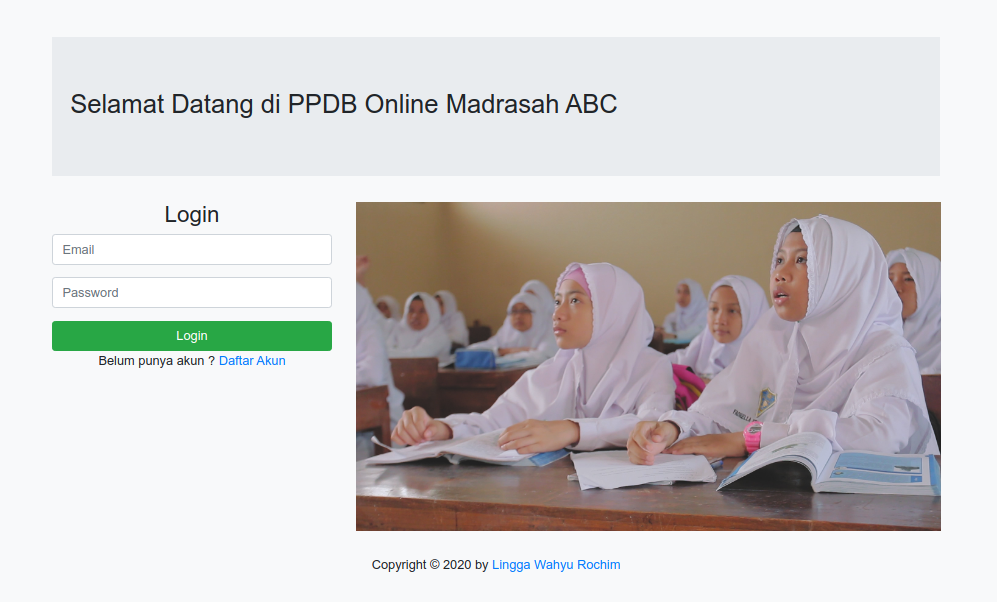 Selamat Datang di PPDB Online Madrasah ABC
Login
Email
Password
Login
Belum punya akun ? Daftar Akun
Copyright © 2020 by Lingga Wahyu Rochim